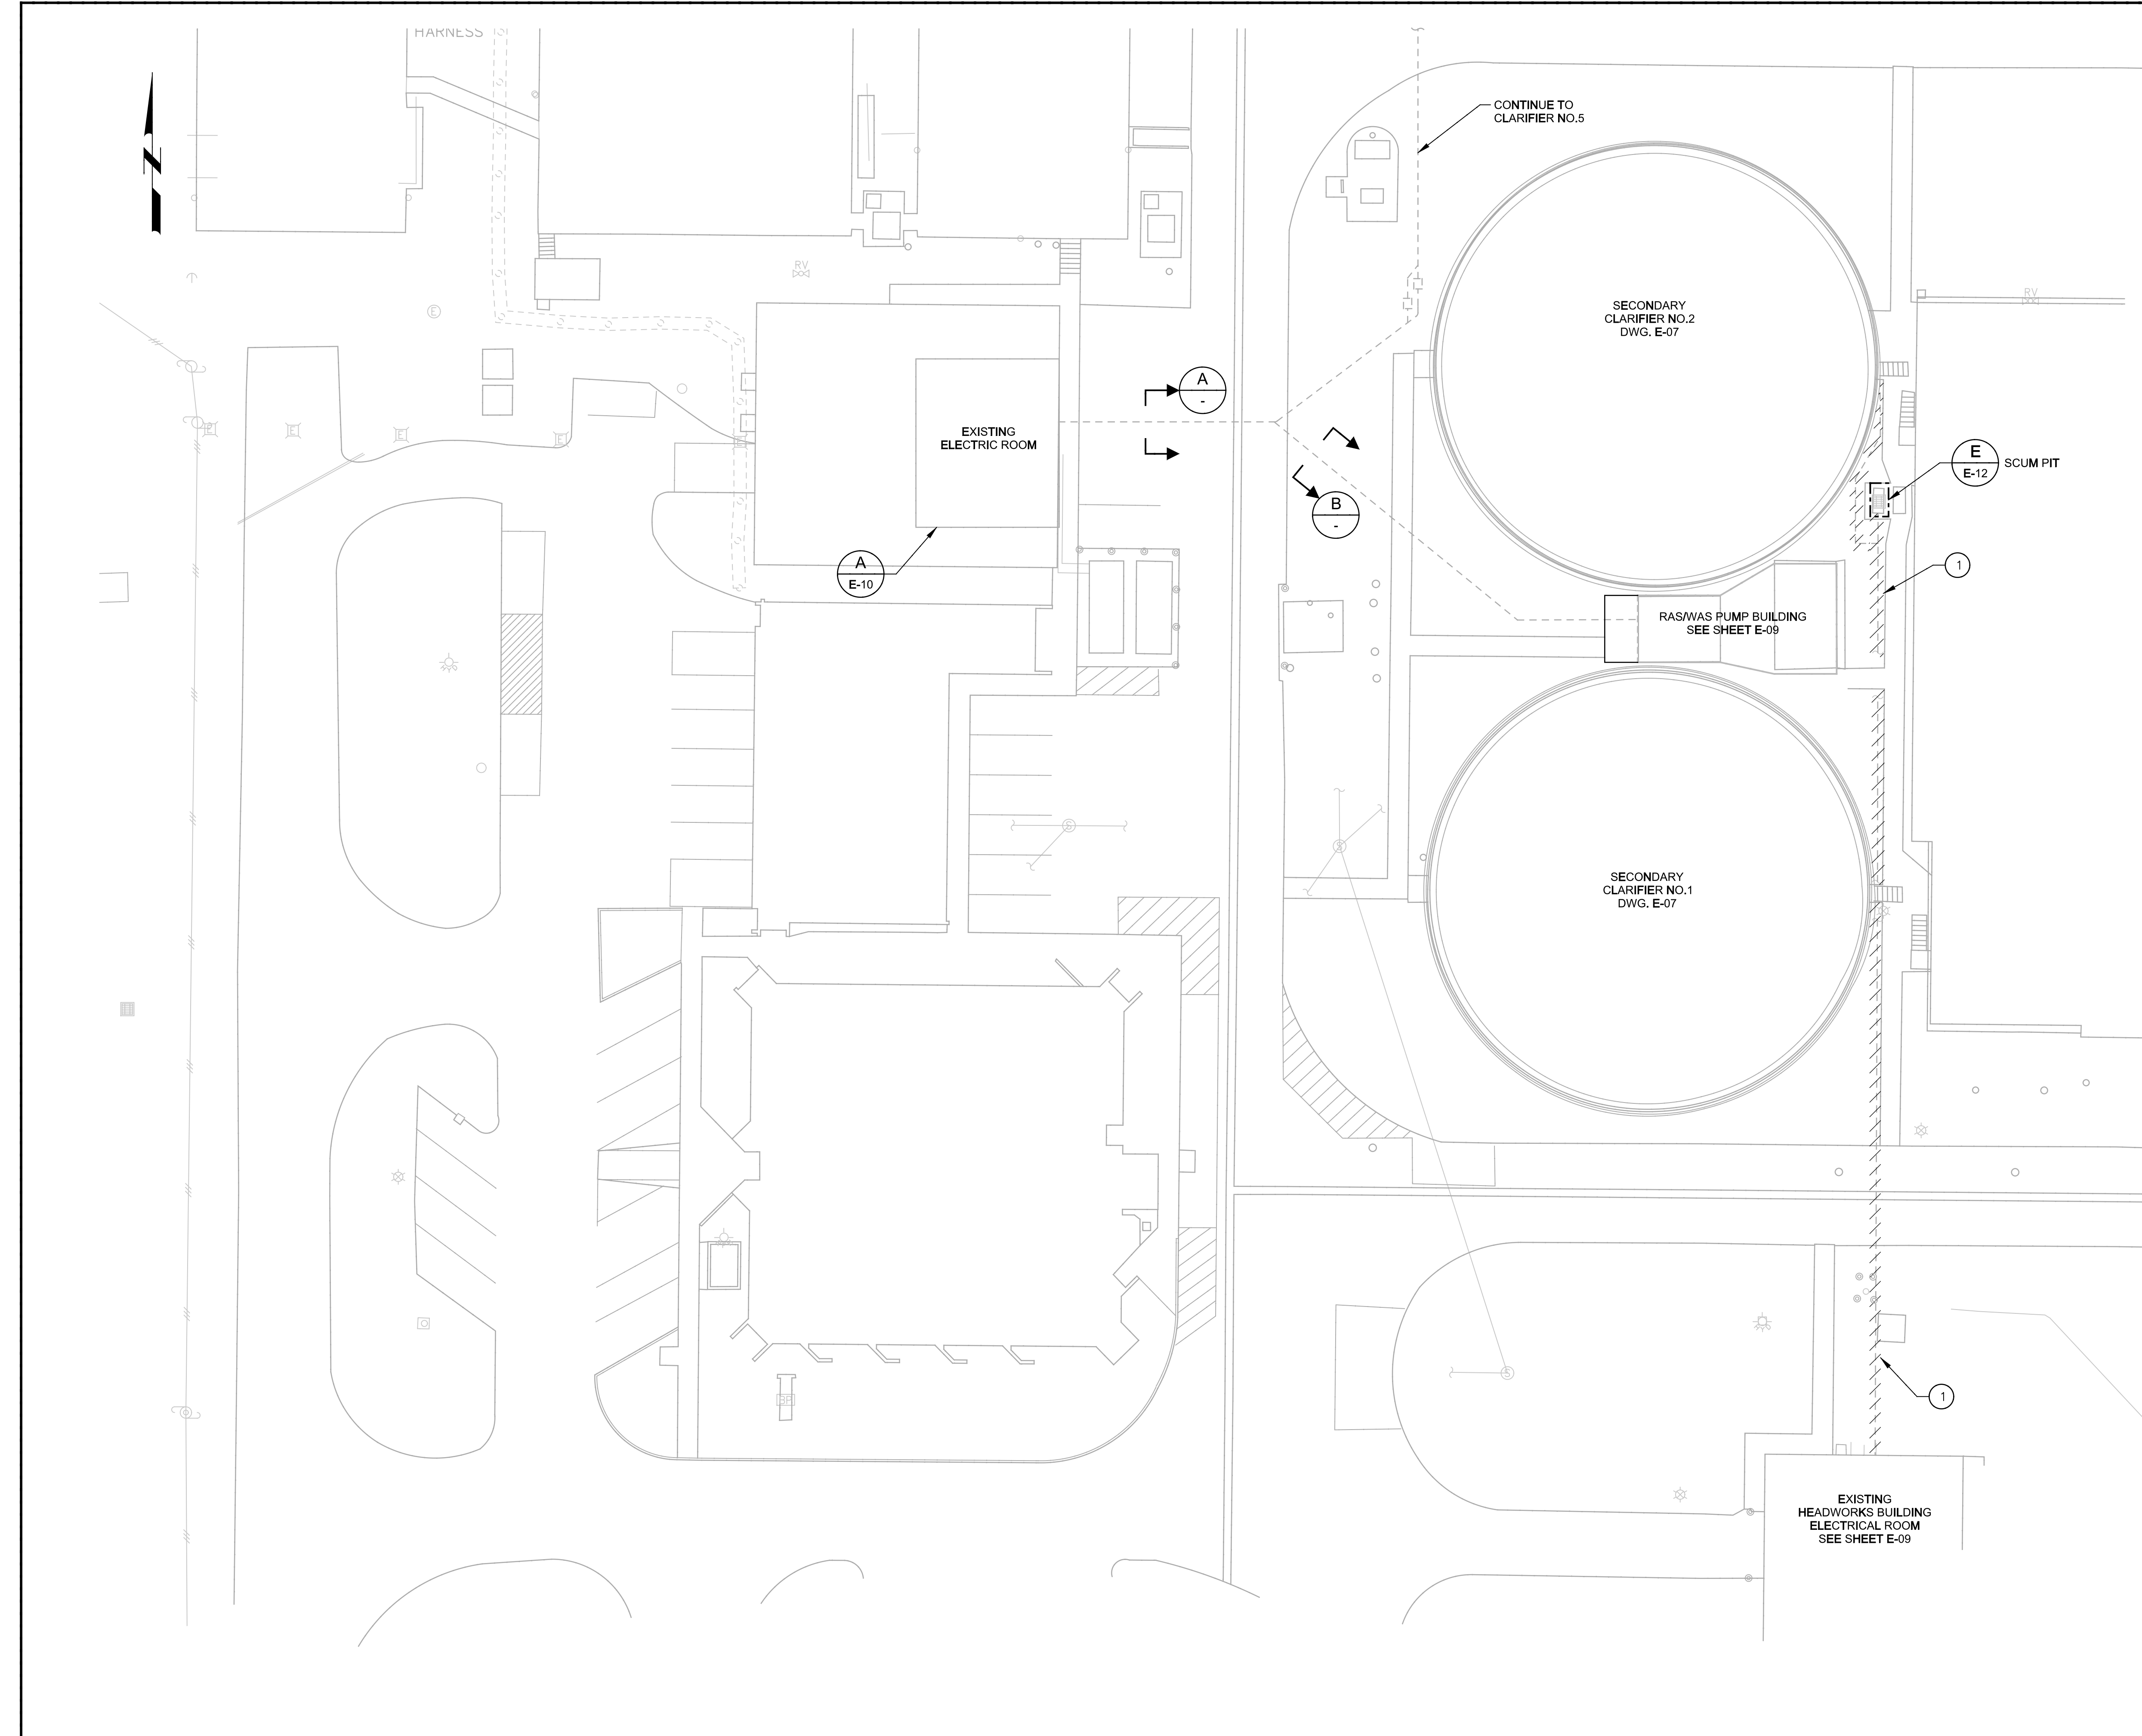 HARNESS
CONTINUE TO
CLARIFIER NO.5
RV
RV
E
SECONDARY
CLARIFIER NO.2
DWG. E-07
A
-
E
E
E
E
EXISTING
ELECTRIC ROOM
E
E-12
SCUM PIT
B
-
A
E-10
1
RAS/WAS PUMP BUILDING
SEE SHEET E-09
S
S
SECONDARY
CLARIFIER NO.1
DWG. E-07
S
1
BP
EXISTING
HEADWORKS BUILDING
ELECTRICAL ROOM
SEE SHEET E-09